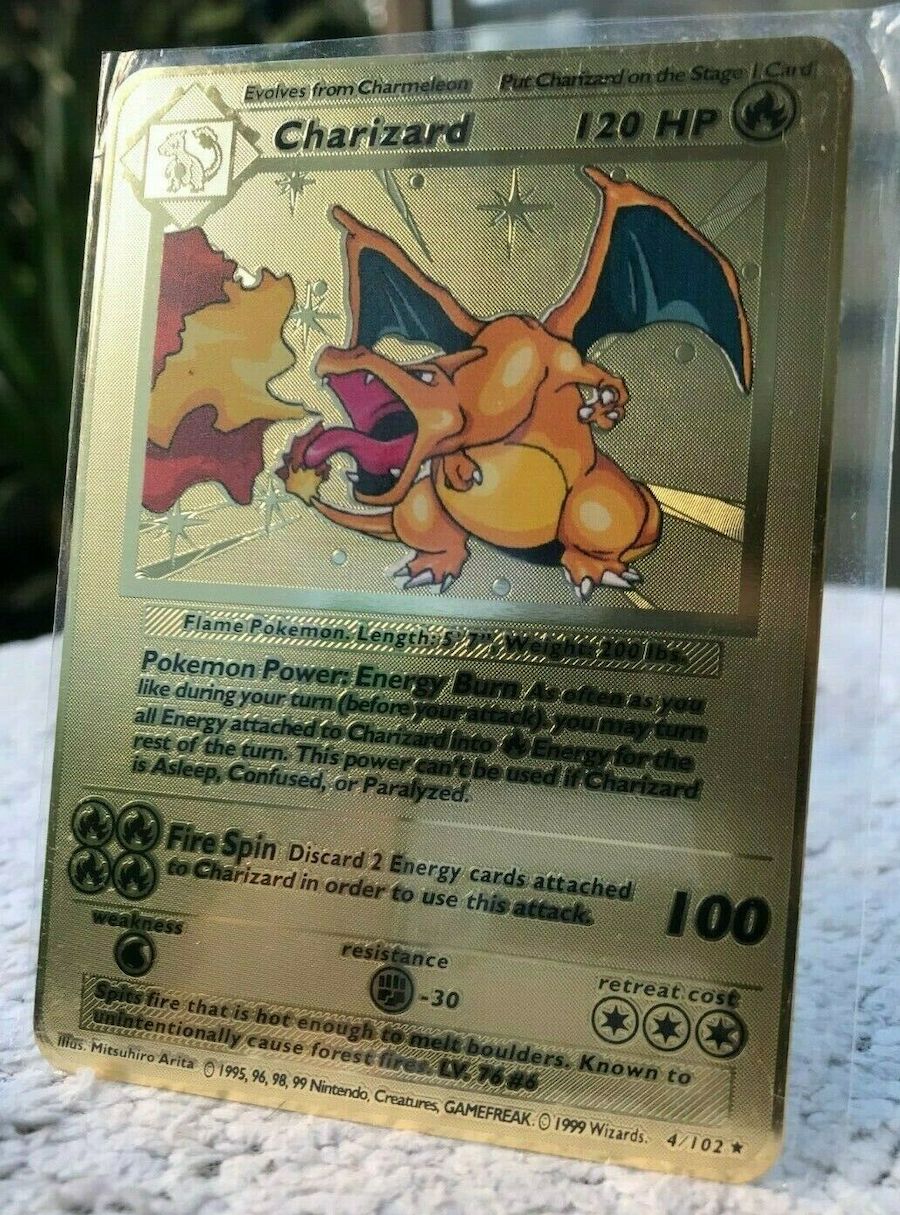 Evolves from Charmeleon Put Charizard on the Stage 1 Card
Charizard 120 HP
Flame Pokemon. Length: 5' 7", Weight: 200 lbs.
Pokemon Power: Energy Burn As often as you
like during your turn (before your attack), you may turn
all Energy attached to Charizard into Energy for the
rest of the turn. This power can't be used if Charizard
is Asleep, Confused, or Paralyzed.
Fire Spin Discard 2 Energy cards attached
to Charizard in order to use this attack. 100
weakness
resistance
-30
retreat cost
Spits fire that is hot enough to melt boulders. Known to
unintentionally cause forest fires. LV. 76 #6
Illus. Mitsuhiro Arita ©1995, 96, 98, 99 Nintendo, Creatures, GAMEFREAK. ©1999 Wizards. 4/102 ★